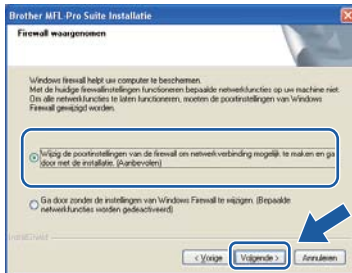 Brother MFL-Pro Suite Installatie
Firewall waargenomen
Windows firewall helpt uw computer te beschermen.
Met de huidige firewallinstellingen functioneren bepaalde netwerkfuncties op uw machine niet.
Om alle netwerkfuncties te laten functioneren, moeten de poortinstellingen van Windows
Firewall gewijzigd worden.
Wijzig de poortinstellingen van de firewall om netwerkverbinding mogelijk te maken en ga
door met de installatie. (Aanbevolen)
Ga door zonder de instellingen van Windows Firewall te wijzigen. (Bepaalde
netwerkfuncties worden gedeactiveerd)
InstallShield
< Vorige
Volgende >
Annuleren